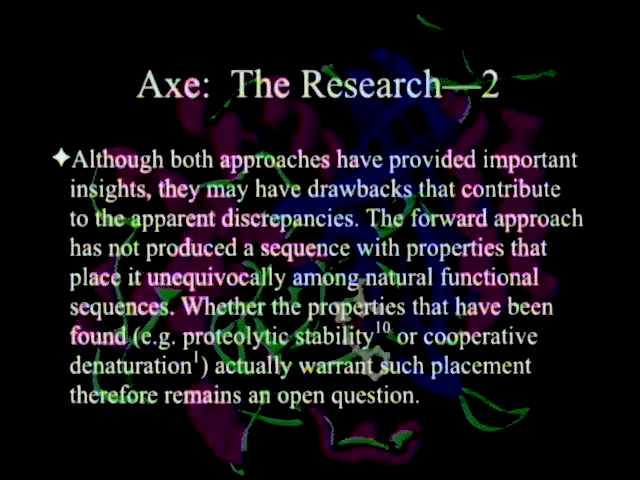 Axe: The Research—2
✦Although both approaches have provided important
insights, they may have drawbacks that contribute
to the apparent discrepancies. The forward approach
has not produced a sequence with properties that
place it unequivocally among natural functional
sequences. Whether the properties that have been
found (e.g. proteolytic stability¹⁰ or cooperative
denaturation¹) actually warrant such placement
therefore remains an open question.